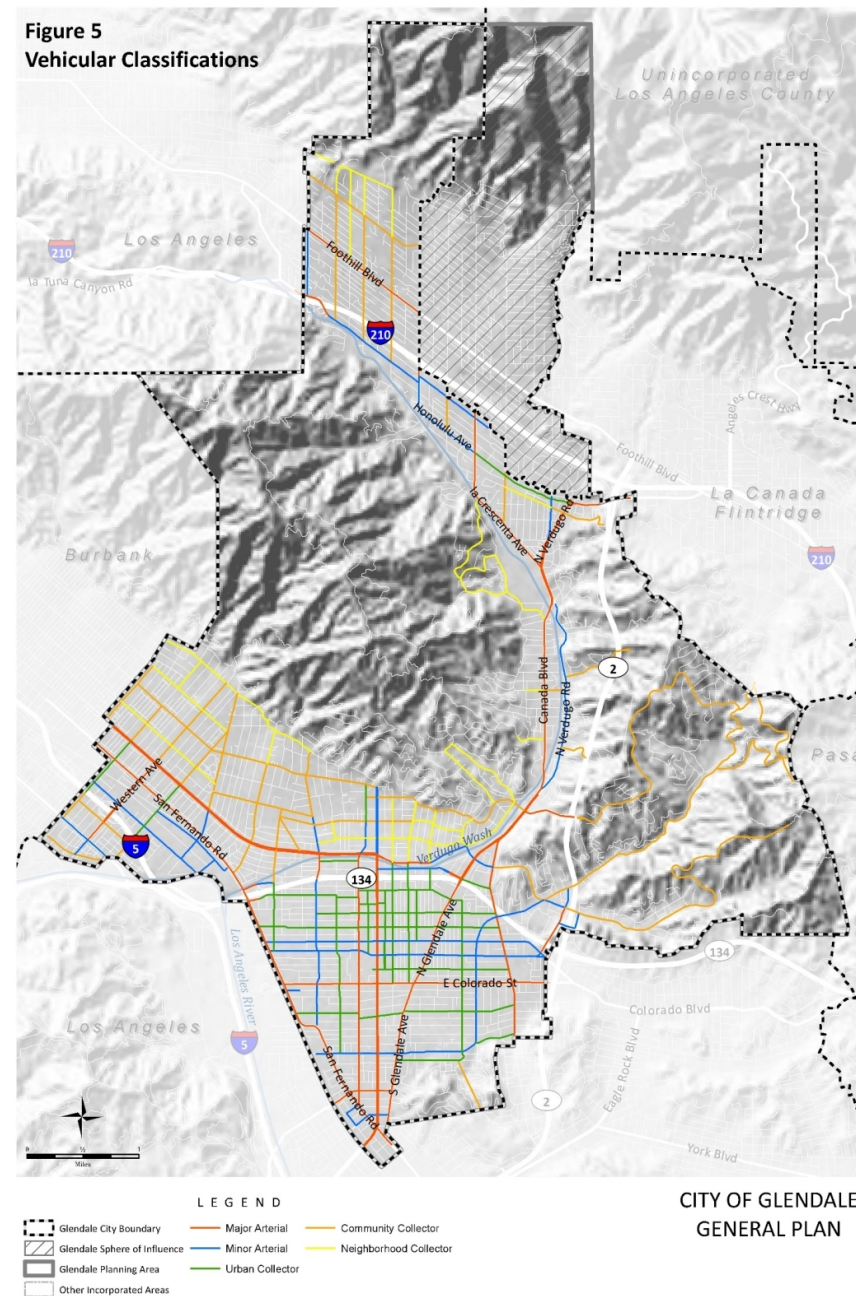 Figure 5
Vehicular Classifications
Unincorporated
Los Angeles County
Los Angeles
210
la Tuna Canyon Rd
Foothill Blvd
210
Honolulu Ave
Angeles Crest Hwy
Foothill Blvd
La Canada
Flintridge
la Crescenta Ave
N Verdugo Rd
Burbank
210
2
Canada Blvd
N Verdugo Rd
Pasa
Western Ave
San Fernando Rd
5
Verdugo Wash
134
N Glendale Ave
Los Angeles River
134
E Colorado St
Colorado Blvd
Los Angeles
5
San Fernando Rd
S Glendale Ave
Eagle Rock Blvd
2
York Blvd
0 ½ 1
Miles
LEGEND
Glendale City Boundary
Glendale Sphere of Influence
Glendale Planning Area
Other Incorporated Areas
Major Arterial
Minor Arterial
Urban Collector
Community Collector
Neighborhood Collector
CITY OF GLENDALE
GENERAL PLAN